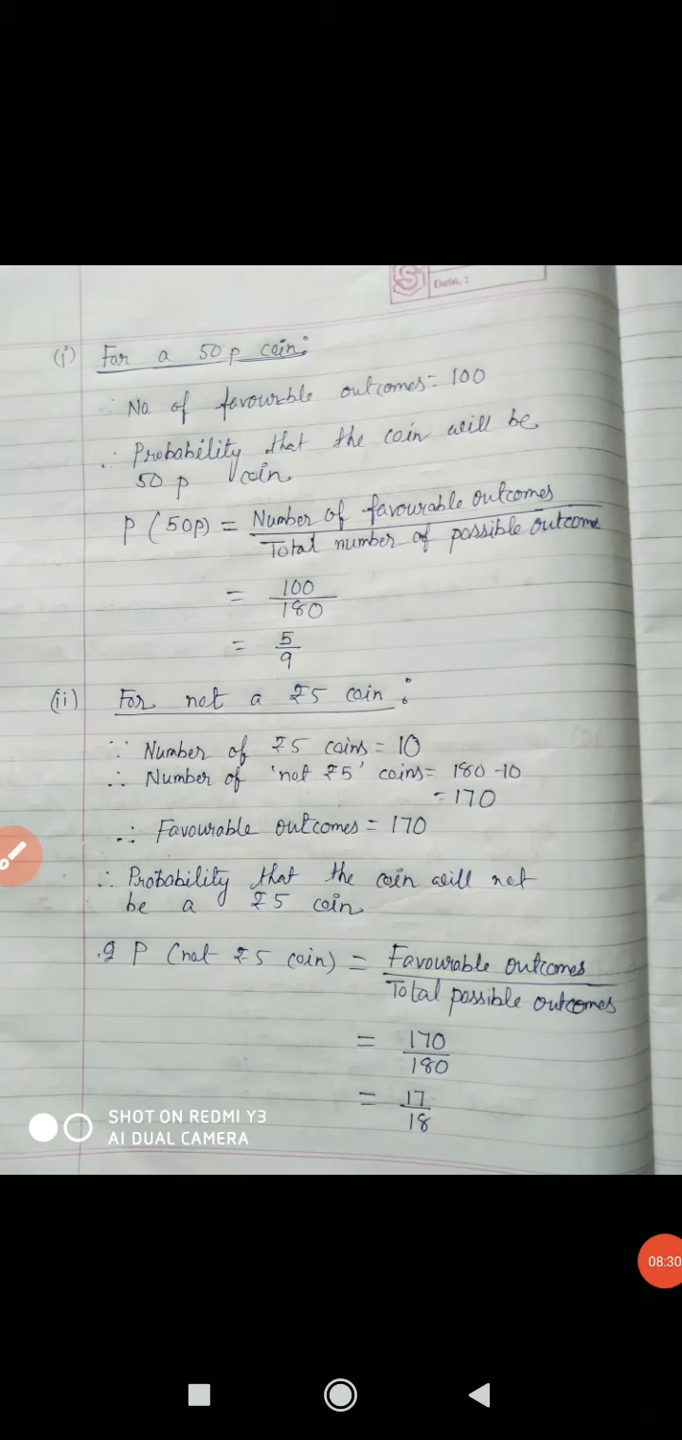 Date. :
(i) For a 50 p coin:
∴ No of favourable outcomes = 100
∴ Probability that the coin will be
50 p coin.
P (50p) = Number of favourable outcomes
Total number of possible outcome
= 100
180
= 5
9
(ii) For not a ₹5 coin :
∵ Number of ₹5 coins = 10
∴ Number of 'not ₹5' coins = 180 - 10
= 170
∴ Favourable outcomes = 170
∴ Probability that the coin will not
be a ₹5 coin
P (not ₹5 coin) = Favourable outcomes
Total possible outcomes
= 170
180
= 17
18
SHOT ON REDMI Y3
AI DUAL CAMERA
08:30